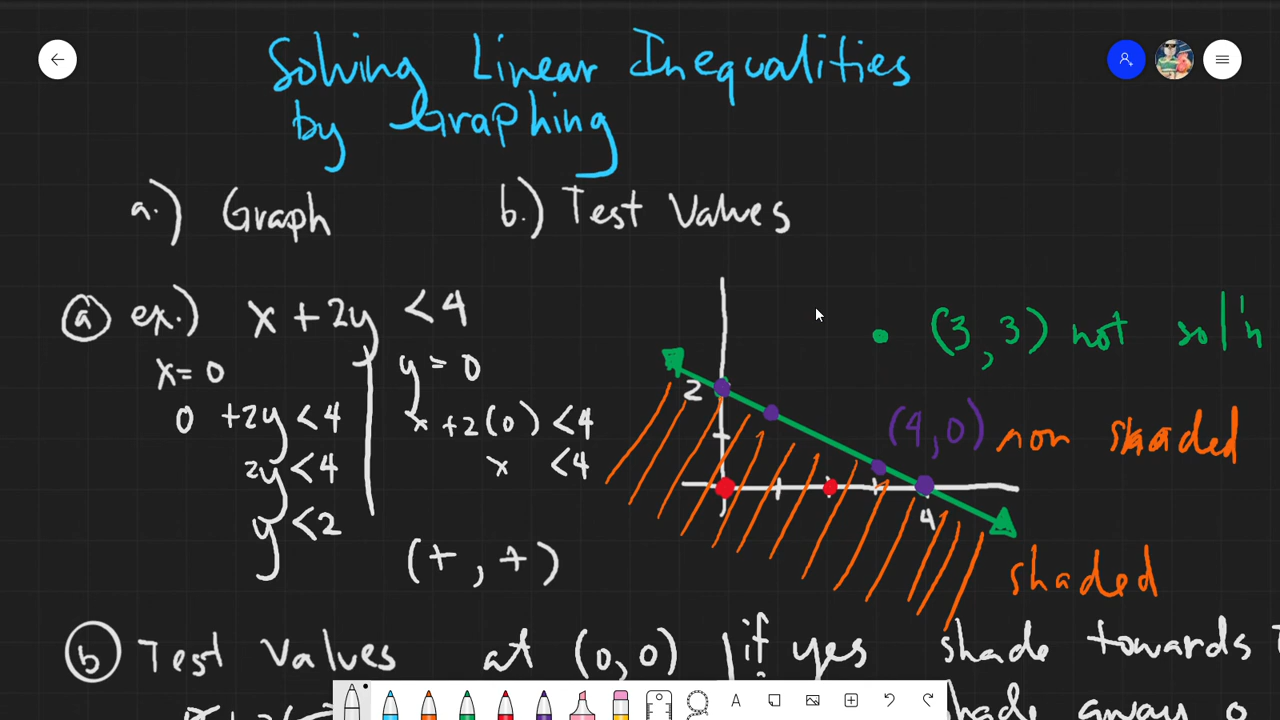 Solving Linear Inequalities
by Graphing
a.) Graph b.) Test Values
a ex.) x + 2y < 4
x = 0
0 + 2y < 4
2y < 4
y < 2
y = 0
x + 2(0) < 4
x < 4
(+, +)
2
4
(3, 3) not sol'n
(4, 0) non shaded
shaded
b Test Values at (0, 0) if yes shade towards
shade away
A